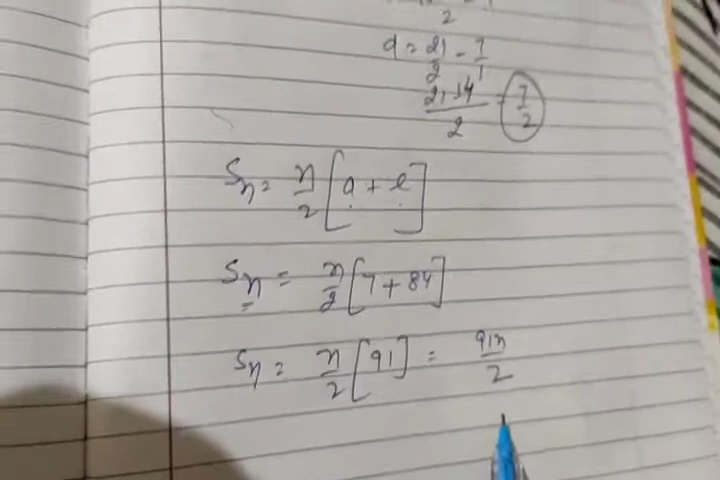 2
d = 21/2 - 7/1
21-14/2 = 7/2
Sn = n/2 [a + l]
Sn = n/2 [7 + 84]
Sn = n/2 [91] = 91n/2